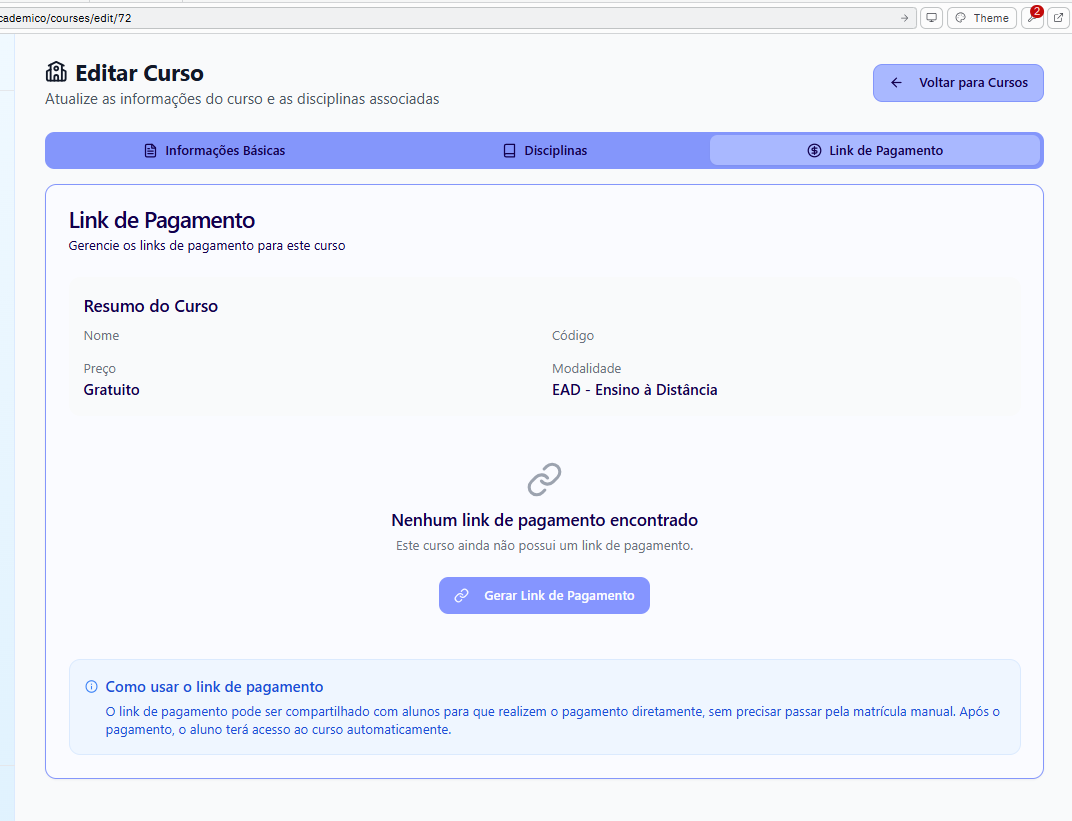 cademico/courses/edit/72
Theme
2
Editar Curso
Atualize as informações do curso e as disciplinas associadas
Voltar para Cursos
Informações Básicas
Disciplinas
Link de Pagamento
Link de Pagamento
Gerencie os links de pagamento para este curso
Resumo do Curso
Nome
Código
Preço
Modalidade
Gratuito
EAD - Ensino à Distância
Nenhum link de pagamento encontrado
Este curso ainda não possui um link de pagamento.
Gerar Link de Pagamento
Como usar o link de pagamento
O link de pagamento pode ser compartilhado com alunos para que realizem o pagamento diretamente, sem precisar passar pela matrícula manual. Após o
pagamento, o aluno terá acesso ao curso automaticamente.